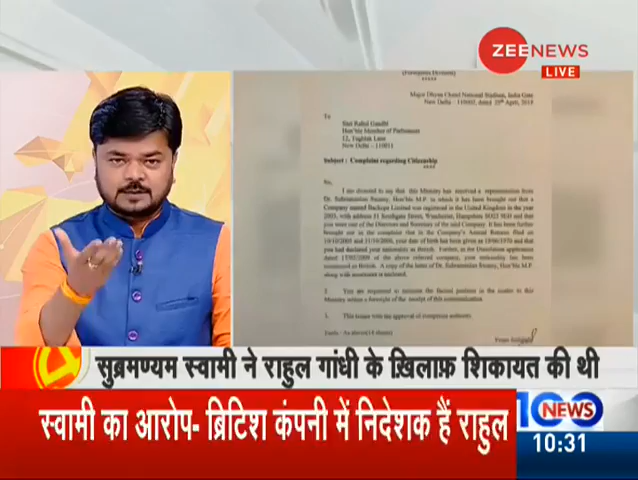 ZEE NEWS
LIVE
(Foreigners Division)
*****
Major Dhyan Chand National Stadium, India Gate
New Delhi - 110002, dated 29th April, 2019
To
Shri Rahul Gandhi
Hon'ble Member of Parliament
12, Tughlak Lane
New Delhi -110011
Subject : Complaint regarding Citizenship
*****
Sir,
I am directed to say that this Ministry has received a representation from
Dr. Subramanian Swamy, Hon'ble M.P. in which it has been brought out that a
Company named Backops Limited was registered in the United Kingdom in the year
2003, with address 51 Southgate Street, Winchester, Hampshire SO23 9EH and that
you were one of the Directors and Secretary of the said Company. It has been further
brought out in the complaint that in the Company's Annual Return filed on
10/10/2005 and 31/10/2006, your date of birth has been given as 19/06/1970 and that
you had declared your nationality as British. Further, in the Dissolution application
dated 17/02/2009 of the above referred company, your nationality has been
mentioned as British. A copy of the letter of Dr. Subramanian Swamy, Hon'ble M.P.
along with annexures is enclosed.
2. You are requested to intimate the factual position in the matter to this
Ministry within a fortnight of the receipt of this communication.
3. This issues with the approval of competent authority.
Yours faithfully
सुब्रमण्यम स्वामी ने राहुल गांधी के ख़िलाफ़ शिकायत की थी
स्वामी का आरोप- ब्रिटिश कंपनी में निदेशक हैं राहुल
100 NEWS
10:31